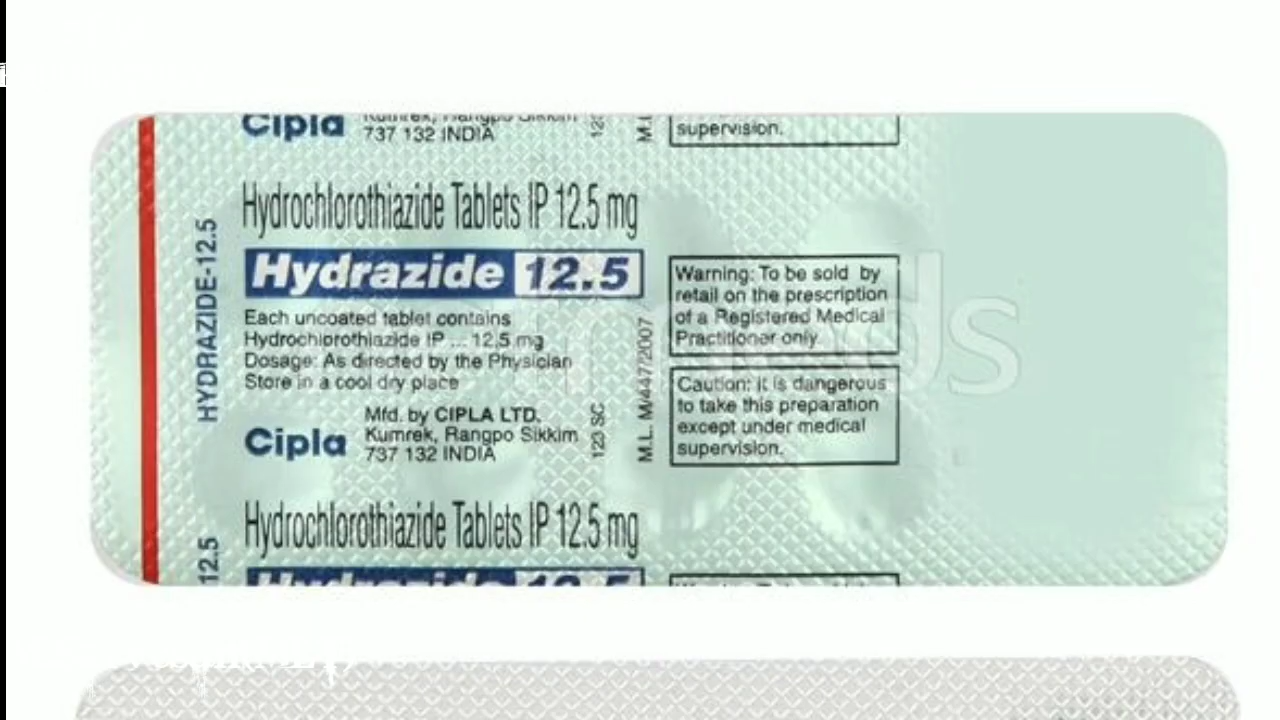 Cipla
737 132 INDIA
supervision.
Hydrochlorothiazide Tablets IP 12.5 mg
HYDRAZIDE-12.5
Hydrazide 12.5
Each uncoated tablet contains
Hydrochlorothiazide IP ... 12.5 mg
Dosage: As directed by the Physician
Store in a cool dry place
Cipla
Mfd. by CIPLA LTD.
Kumrek, Rangpo Sikkim
737 132 INDIA
123 SC
M.L. M/447/2007
Warning: To be sold by
retail on the prescription
of a Registered Medical
Practitioner only.
Caution: It is dangerous
to take this preparation
except under medical
supervision.
Hydrochlorothiazide Tablets IP 12.5 mg
12.5
Hydrazide 12.5